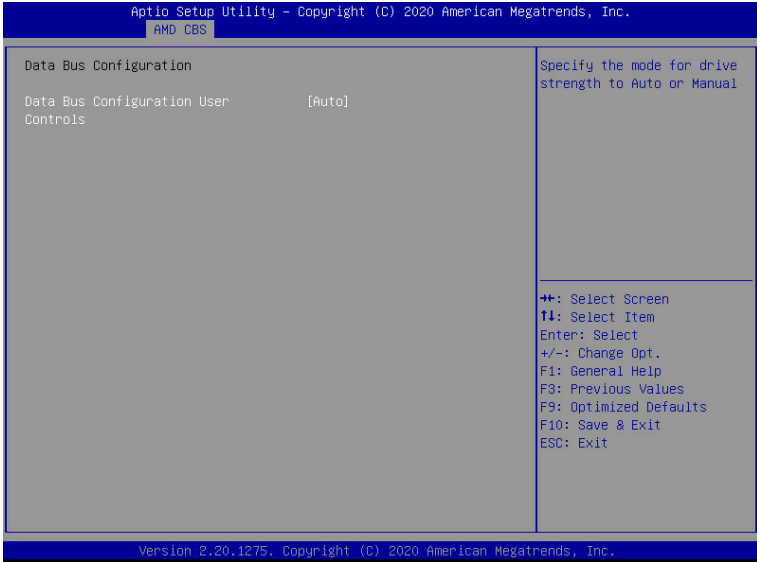 Aptio Setup Utility – Copyright (C) 2020 American Megatrends, Inc.
AMD CBS
Data Bus Configuration
Data Bus Configuration User [Auto]
Controls
Specify the mode for drive
strength to Auto or Manual
→←: Select Screen
↑↓: Select Item
Enter: Select
+/-: Change Opt.
F1: General Help
F3: Previous Values
F9: Optimized Defaults
F10: Save & Exit
ESC: Exit
Version 2.20.1275. Copyright (C) 2020 American Megatrends, Inc.